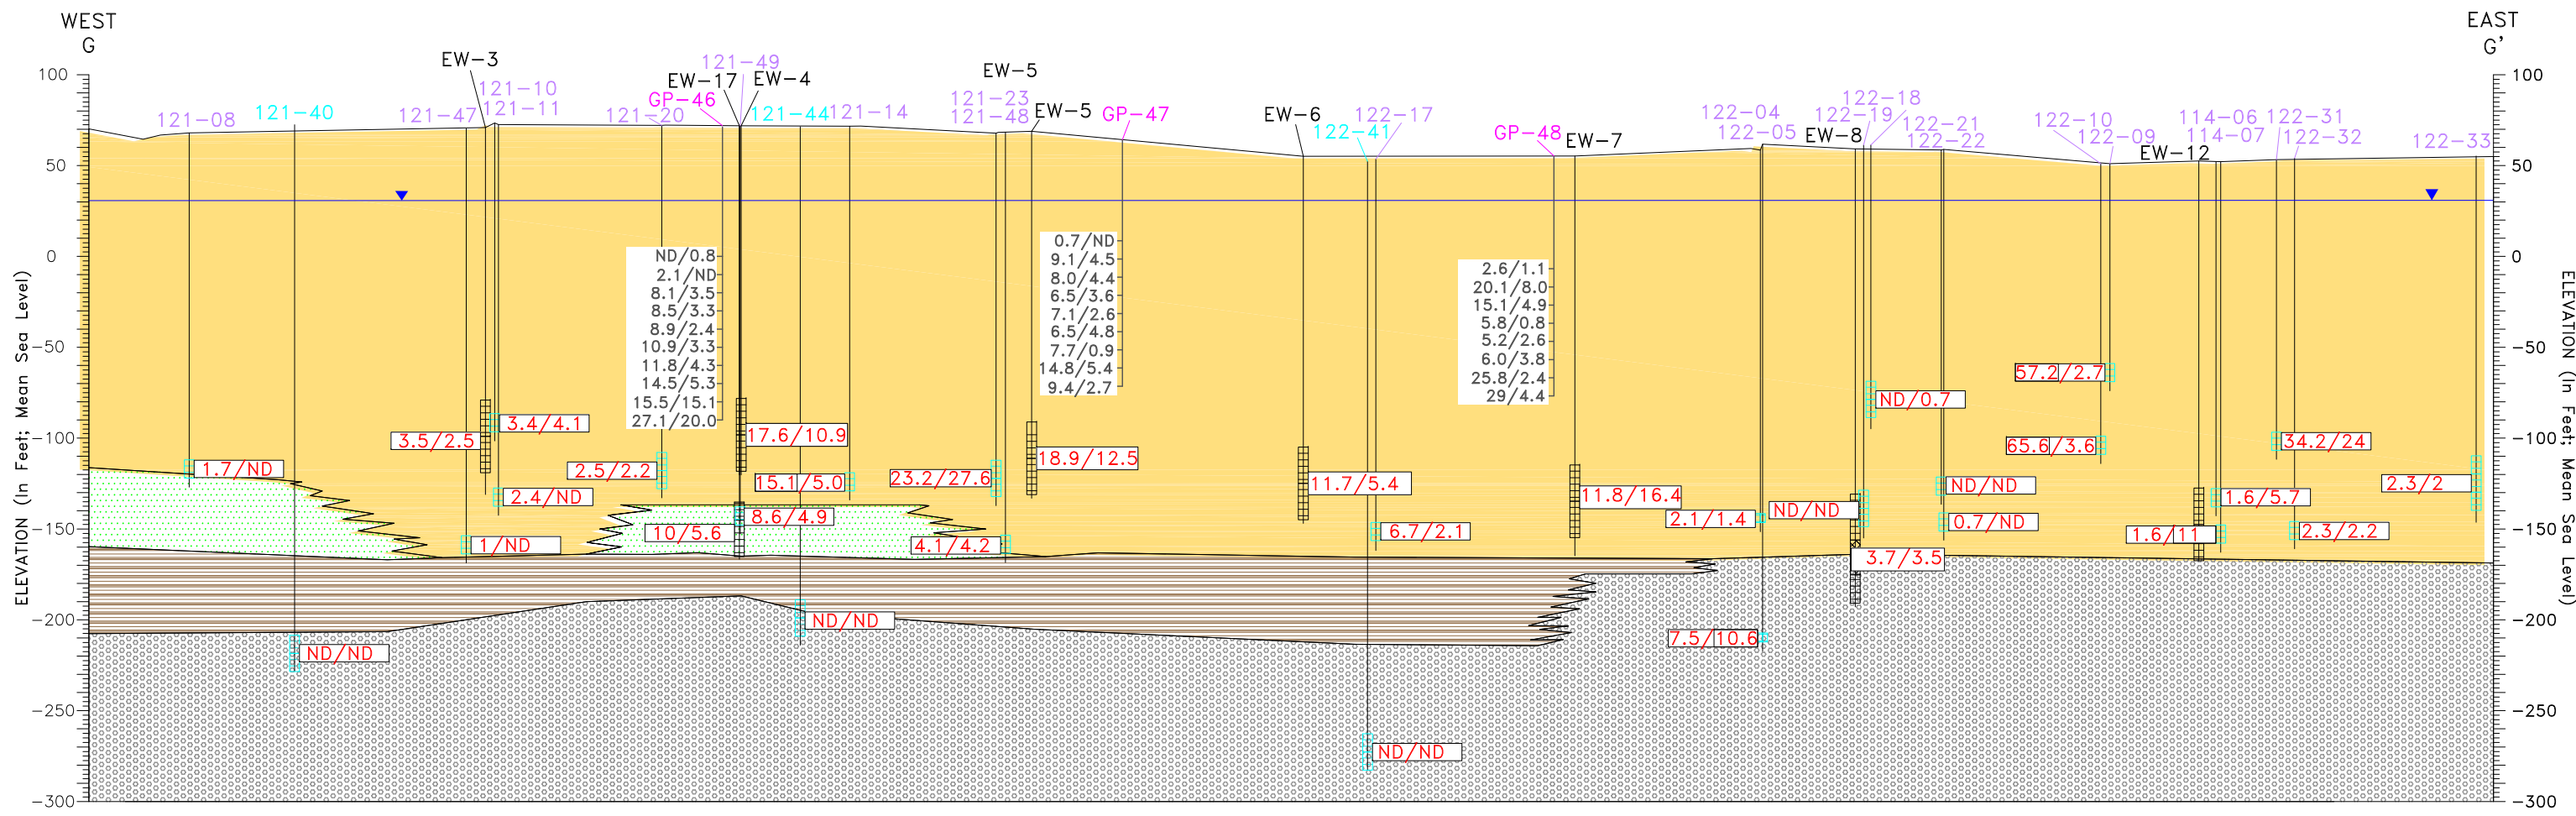 WEST
G
EAST
G'
EW-3
121-49
EW-17
EW-4
EW-5
121-10
121-11
GP-46
121-08
121-40
121-47
121-20
121-44
121-14
121-23
121-48
EW-5
GP-47
EW-6
122-17
122-41
GP-48
EW-7
122-04
122-05
122-18
122-19
EW-8
122-21
122-22
122-10
122-09
EW-12
114-06
114-07
122-31
122-32
122-33
100
50
0
-50
-100
-150
-200
-250
-300
ELEVATION (In Feet; Mean Sea Level)
ND/0.8
2.1/ND
8.1/3.5
8.5/3.3
8.9/2.4
10.9/3.3
11.8/4.3
14.5/5.3
15.5/15.1
27.1/20.0
0.7/ND
9.1/4.5
8.0/4.4
6.5/3.6
7.1/2.6
6.5/4.8
7.7/0.9
14.8/5.4
9.4/2.7
2.6/1.1
20.1/8.0
15.1/4.9
5.8/0.8
5.2/2.6
6.0/3.8
25.8/2.4
29/4.4
1.7/ND
3.5/2.5
3.4/4.1
2.4/ND
1/ND
2.5/2.2
17.6/10.9
15.1/5.0
8.6/4.9
10/5.6
23.2/27.6
4.1/4.2
18.9/12.5
11.7/5.4
6.7/2.1
11.8/16.4
2.1/1.4
ND/ND
ND/0.7
3.7/3.5
7.5/10.6
ND/ND
0.7/ND
57.2/2.7
65.6/3.6
1.6/11
1.6/5.7
34.2/24
2.3/2.2
2.3/2
ND/ND
ND/ND
ND/ND
100
50
0
-50
-100
-150
-200
-250
-300
ELEVATION (In Feet; Mean Sea Level)